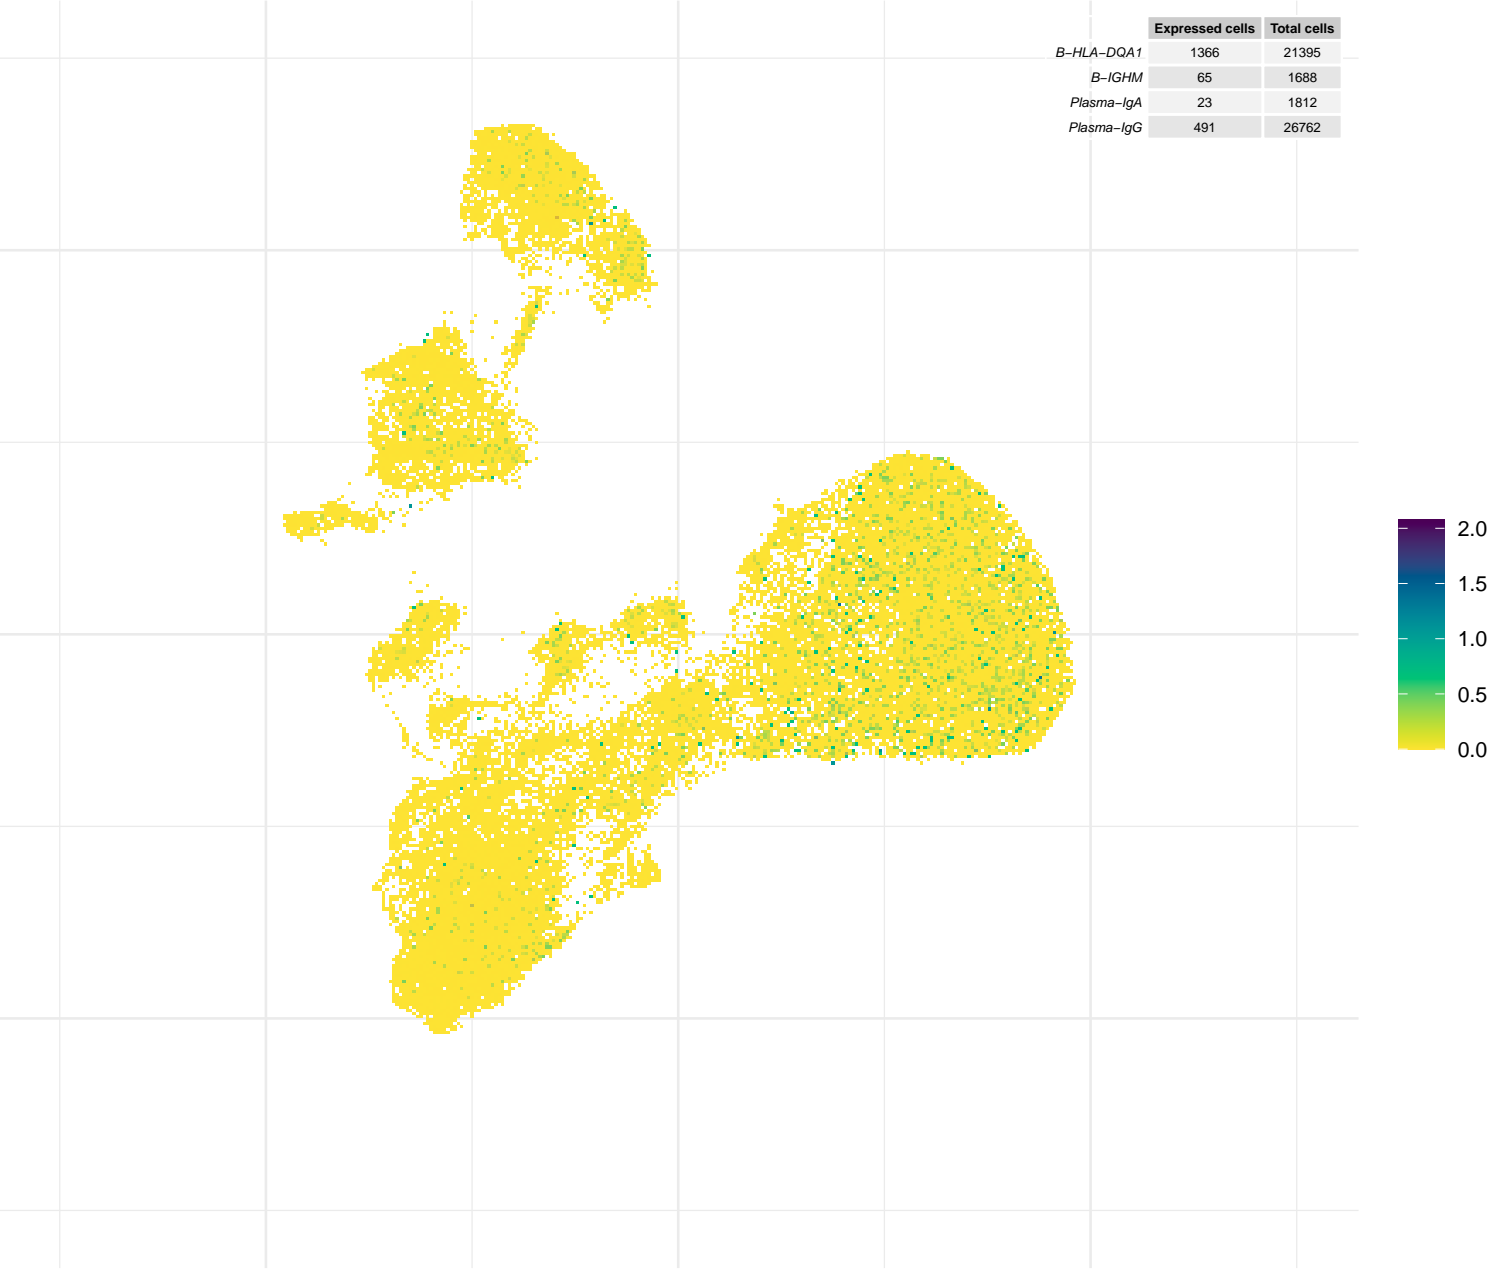 Expressed cells Total cells
B−HLA−DQA1 1366 21395
B−IGHM 65 1688
Plasma−IgA 23 1812
Plasma−IgG 491 26762
2.0
1.5
1.0
0.5
0.0